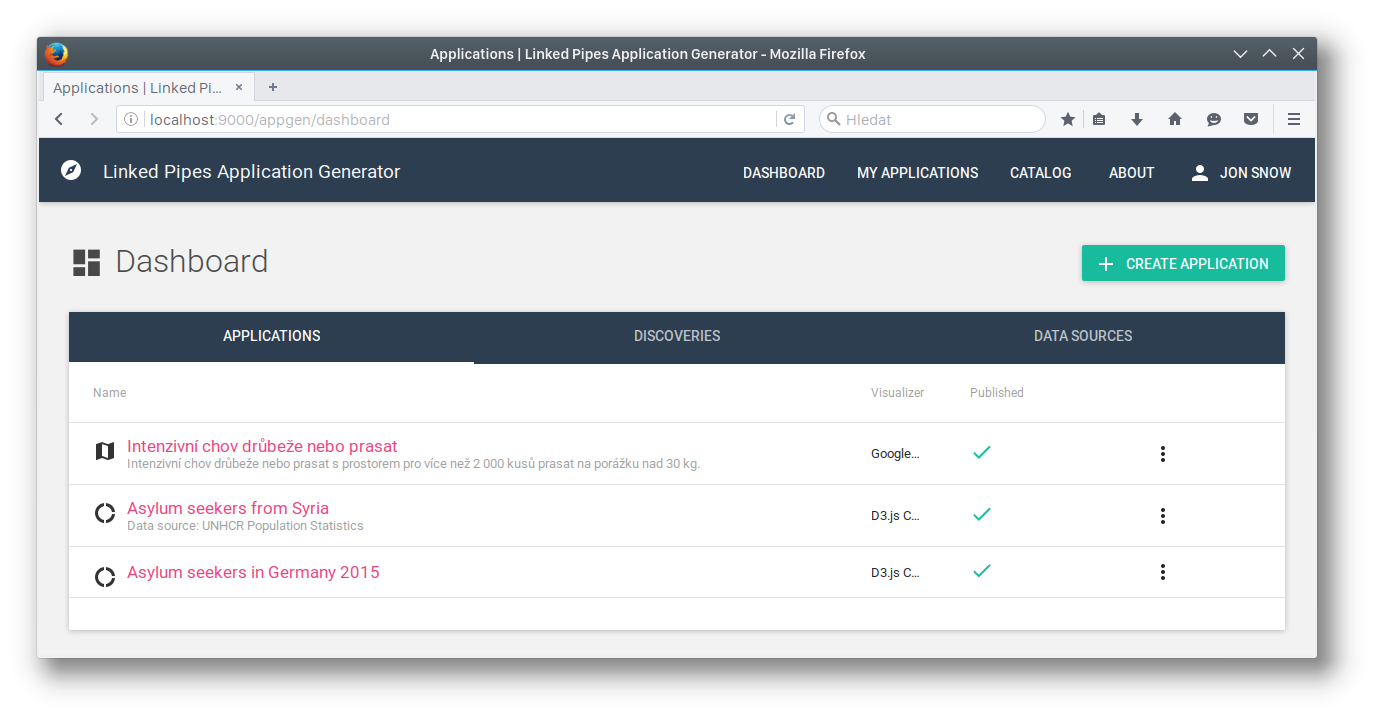 Applications | Linked Pipes Application Generator - Mozilla Firefox
Applications | Linked Pi...
localhost:9000/appgen/dashboard
Hledat
Linked Pipes Application Generator
DASHBOARD
MY APPLICATIONS
CATALOG
ABOUT
JON SNOW
Dashboard
CREATE APPLICATION
APPLICATIONS
DISCOVERIES
DATA SOURCES
Name
Visualizer
Published
Intenzivní chov drůbeže nebo prasat
Google...
Intenzivní chov drůbeže nebo prasat s prostorem pro více než 2 000 kusů prasat na porážku nad 30 kg.
Asylum seekers from Syria
D3.js C...
Data source: UNHCR Population Statistics
Asylum seekers in Germany 2015
D3.js C...